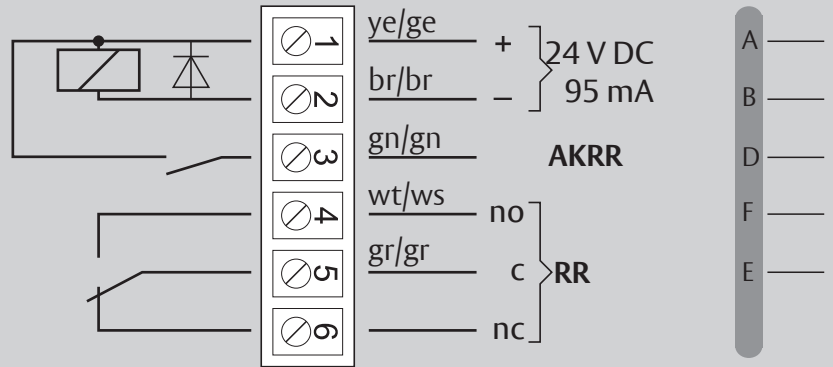 1 ye/ge + 24 V DC A
2 br/br – 95 mA B
3 gn/gn AKRR D
4 wt/ws no F
5 gr/gr c RR E
6 nc